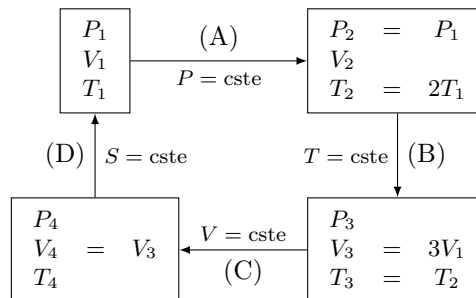 P₁
V₁
T₁
(A)
P = cste
P₂ = P₁
V₂
T₂ = 2T₁
(D)
S = cste
T = cste
(B)
P₄
V₄ = V₃
T₄
V = cste
(C)
P₃
V₃ = 3V₁
T₃ = T₂